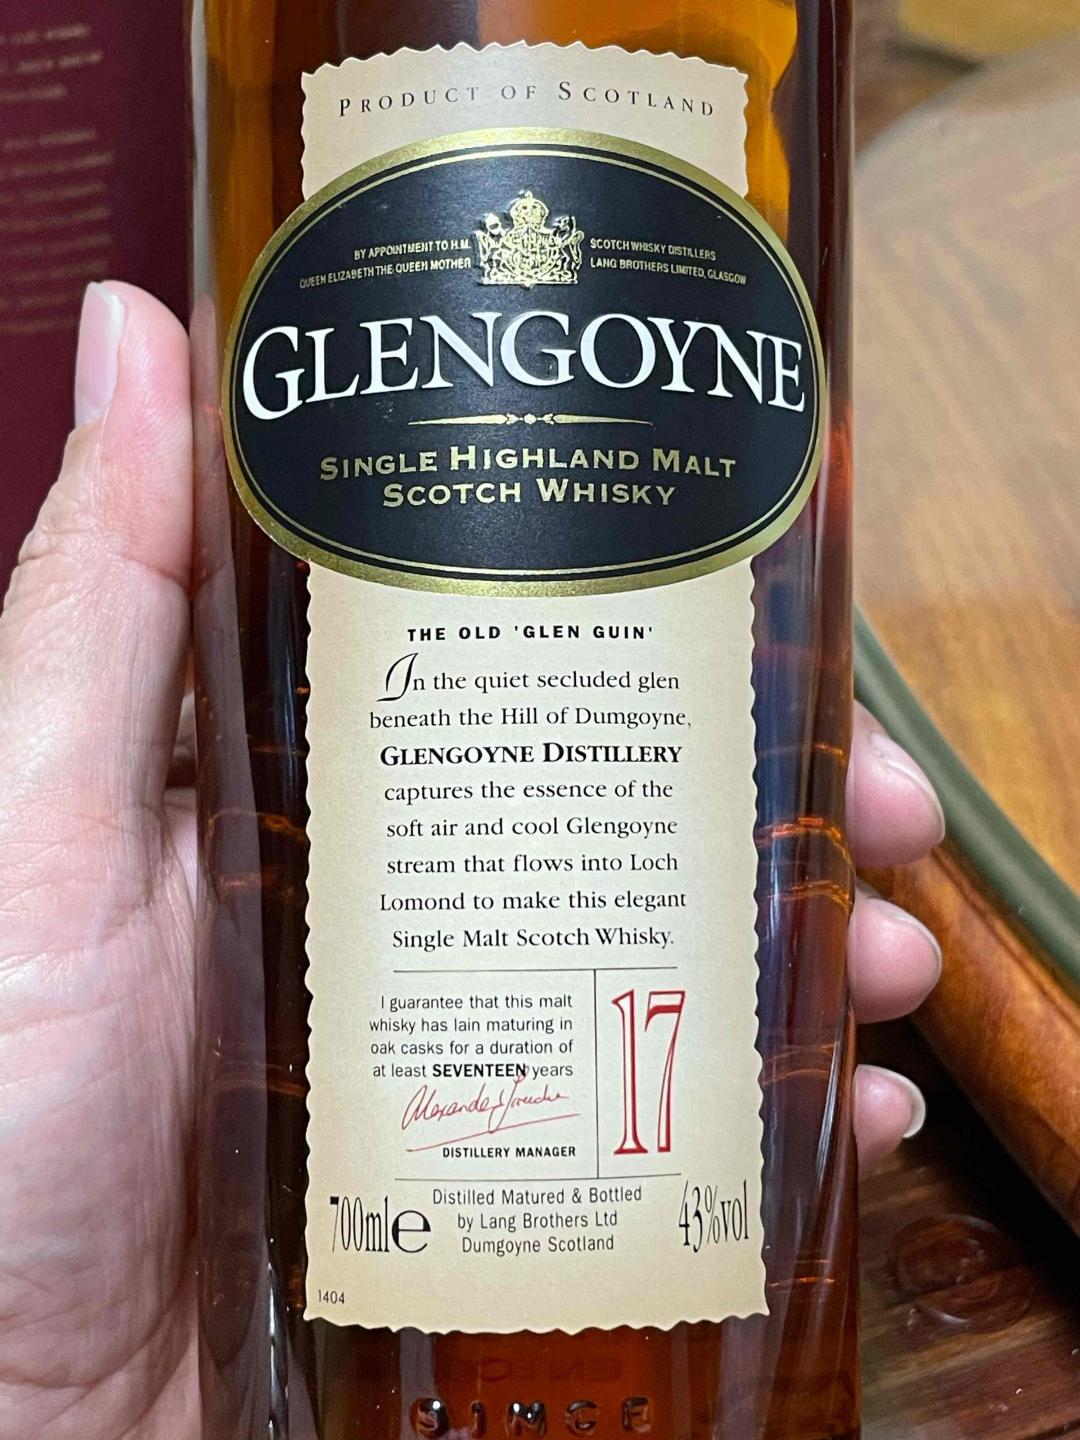 PRODUCT OF SCOTLAND
BY APPOINTMENT TO H.M.
QUEEN ELIZABETH THE QUEEN MOTHER
SCOTCH WHISKY DISTILLERS
LANG BROTHERS LIMITED, GLASGOW
GLENGOYNE
SINGLE HIGHLAND MALT
SCOTCH WHISKY
THE OLD 'GLEN GUIN'
In the quiet secluded glen
beneath the Hill of Dumgoyne,
GLENGOYNE DISTILLERY
captures the essence of the
soft air and cool Glengoyne
stream that flows into Loch
Lomond to make this elegant
Single Malt Scotch Whisky.
I guarantee that this malt
whisky has lain maturing in
oak casks for a duration of
at least SEVENTEEN years
DISTILLERY MANAGER
17
700ml e
Distilled Matured & Bottled
by Lang Brothers Ltd
Dumgoyne Scotland
43%vol
1404